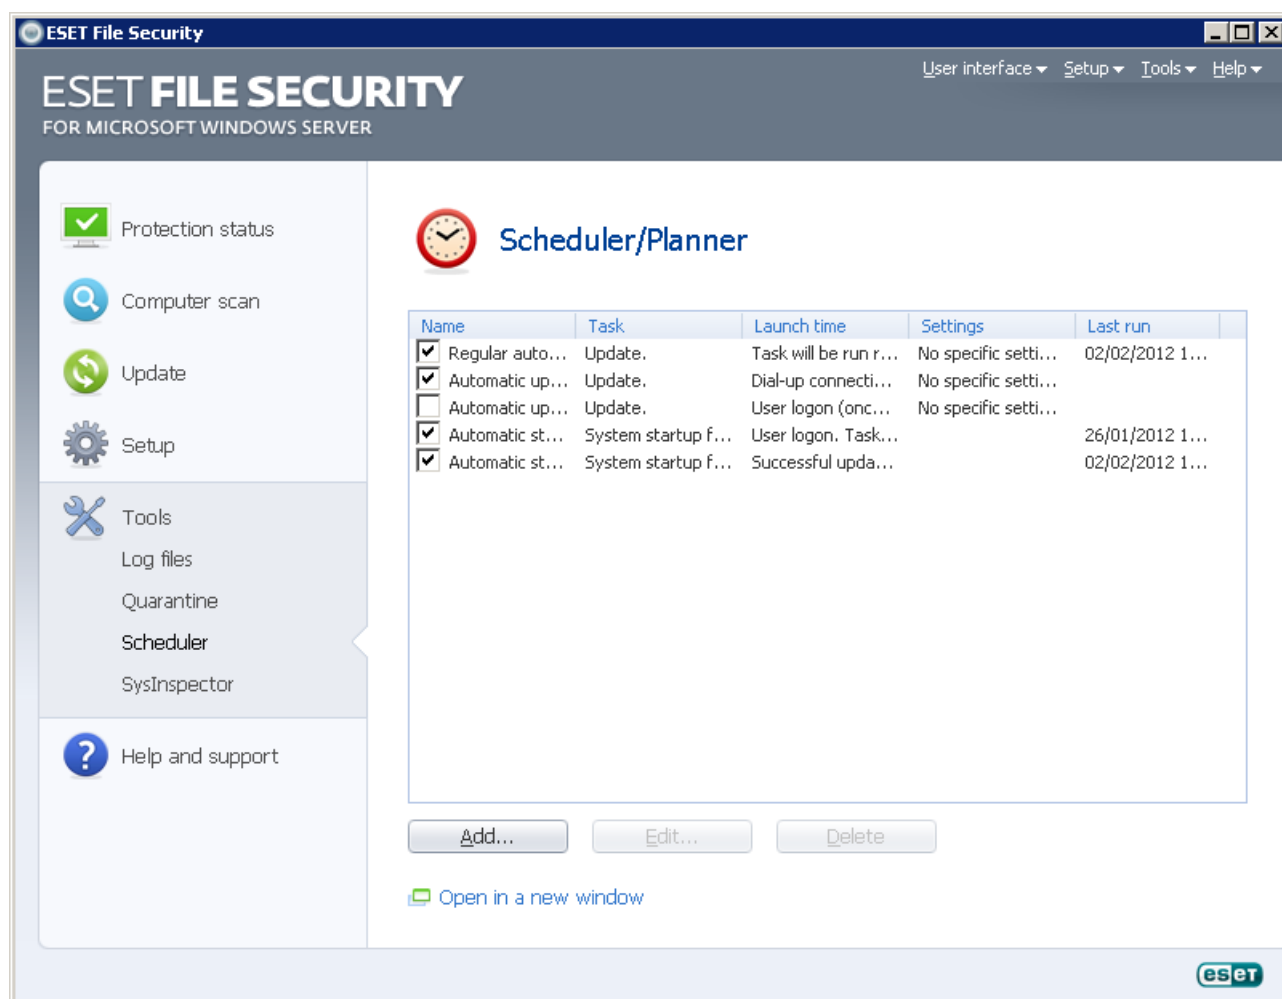 ESET File Security
User interface Setup Tools Help
ESET FILE SECURITY
FOR MICROSOFT WINDOWS SERVER
Protection status
Computer scan
Update
Setup
Tools
Log files
Quarantine
Scheduler
SysInspector
Help and support
Scheduler/Planner
Name Task Launch time Settings Last run
Regular auto... Update. Task will be run r... No specific setti... 02/02/2012 1...
Automatic up... Update. Dial-up connecti... No specific setti...
Automatic up... Update. User logon (onc... No specific setti...
Automatic st... System startup f... User logon. Task... 26/01/2012 1...
Automatic st... System startup f... Successful upda... 02/02/2012 1...
Add... Edit... Delete
Open in a new window
eset